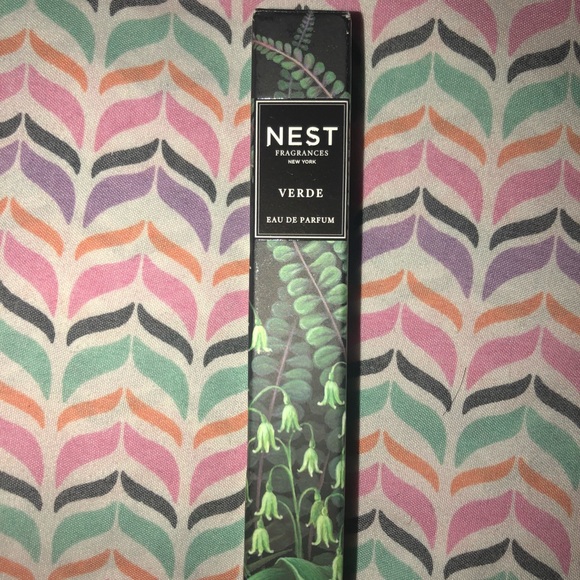 NEST
FRAGRANCES
NEW YORK
VERDE
EAU DE PARFUM